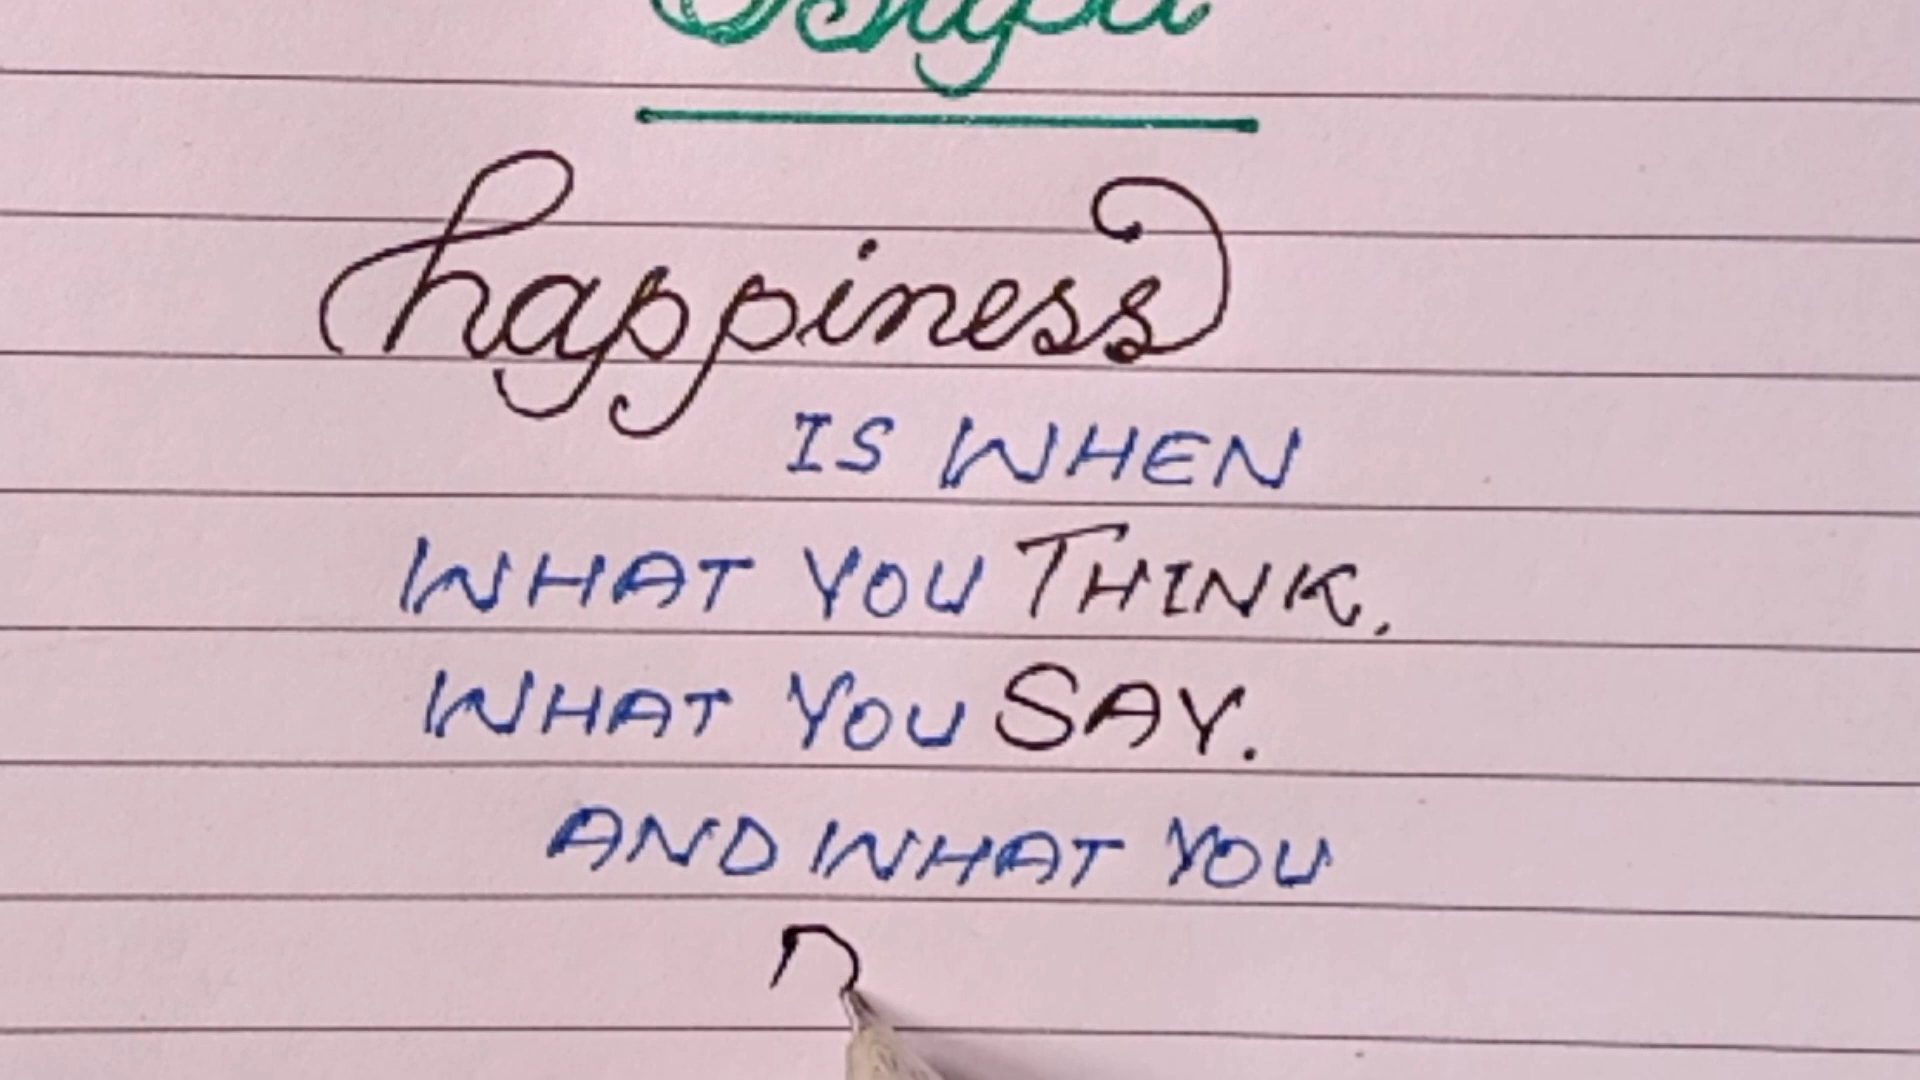 happiness
IS WHEN
WHAT YOU THINK,
WHAT YOU SAY.
AND WHAT YOU